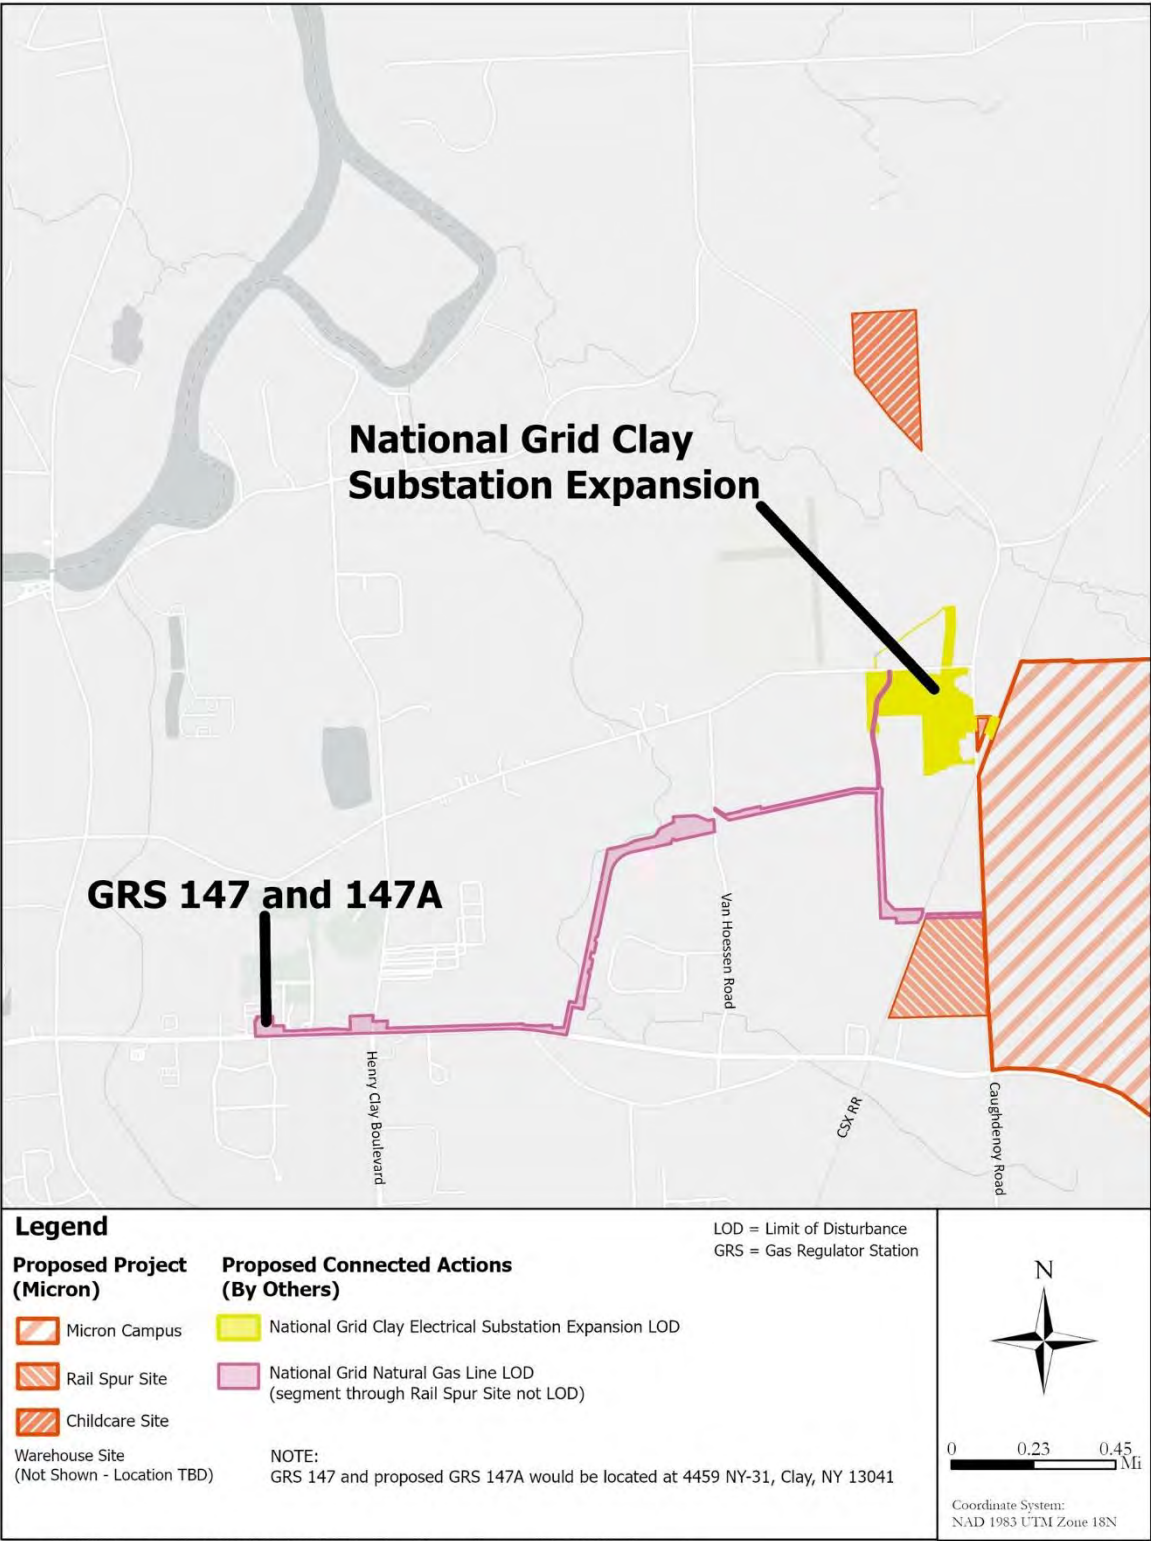 National Grid Clay
Substation Expansion
GRS 147 and 147A
Van Hoessen Road
Henry Clay Boulevard
CSX RR
Caughdenoy Road
Legend
Proposed Project
(Micron)
Micron Campus
Rail Spur Site
Childcare Site
Warehouse Site
(Not Shown - Location TBD)
Proposed Connected Actions
(By Others)
National Grid Clay Electrical Substation Expansion LOD
National Grid Natural Gas Line LOD
(segment through Rail Spur Site not LOD)
NOTE:
GRS 147 and proposed GRS 147A would be located at 4459 NY-31, Clay, NY 13041
LOD = Limit of Disturbance
GRS = Gas Regulator Station
N
0 0.23 0.45
Mi
Coordinate System:
NAD 1983 UTM Zone 18N